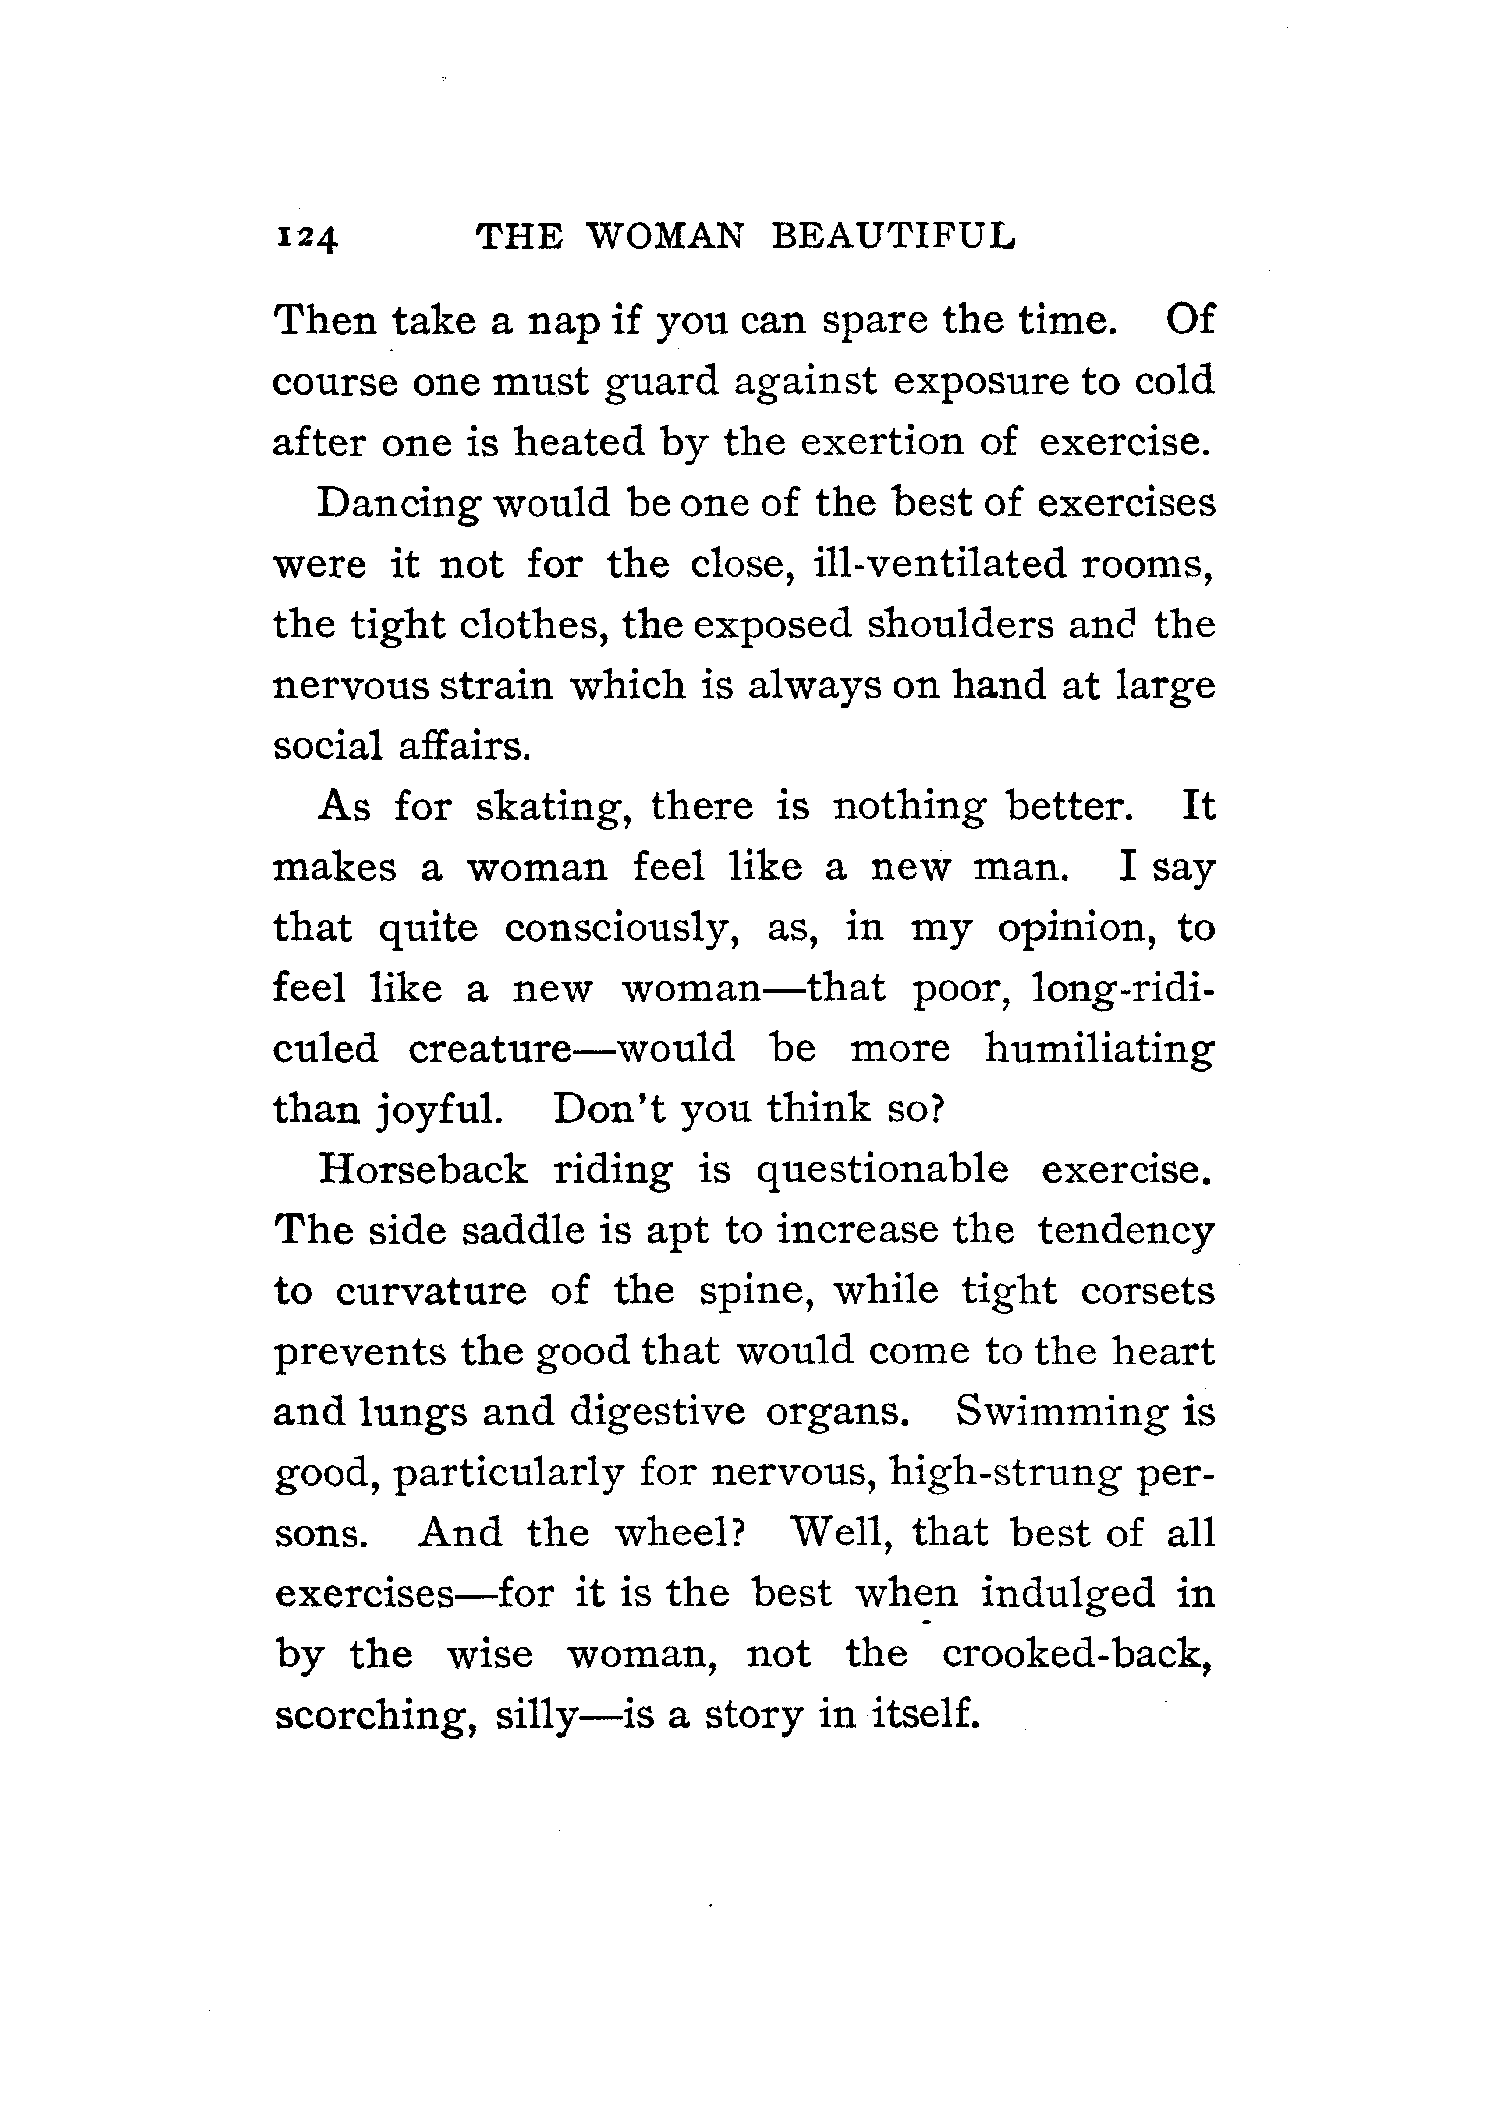 124 THE WOMAN BEAUTIFUL
Then take a nap if you can spare the time. Of
course one must guard against exposure to cold
after one is heated by the exertion of exercise.
Dancing would be one of the best of exercises
were it not for the close, ill-ventilated rooms,
the tight clothes, the exposed shoulders and the
nervous strain which is always on hand at large
social affairs.
As for skating, there is nothing better. It
makes a woman feel like a new man. I say
that quite consciously, as, in my opinion, to
feel like a new woman—that poor, long-ridi-
culed creature—would be more humiliating
than joyful. Don't you think so?
Horseback riding is questionable exercise.
The side saddle is apt to increase the tendency
to curvature of the spine, while tight corsets
prevents the good that would come to the heart
and lungs and digestive organs. Swimming is
good, particularly for nervous, high-strung per-
sons. And the wheel? Well, that best of all
exercises—for it is the best when indulged in
by the wise woman, not the crooked-back,
scorching, silly—is a story in itself.